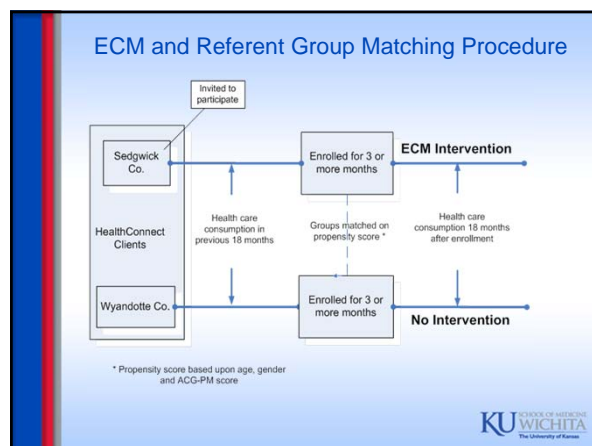 ECM and Referent Group Matching Procedure
Invited to
participate
Sedgwick
Co.
HealthConnect
Clients
Wyandotte Co.
Health care
consumption in
previous 18 months
Enrolled for 3 or
more months
Groups matched on
propensity score *
Enrolled for 3 or
more months
ECM Intervention
Health care
consumption 18 months
after enrollment
No Intervention
* Propensity score based upon age, gender
and ACG-PM score
KU SCHOOL OF MEDICINE
WICHITA
The University of Kansas